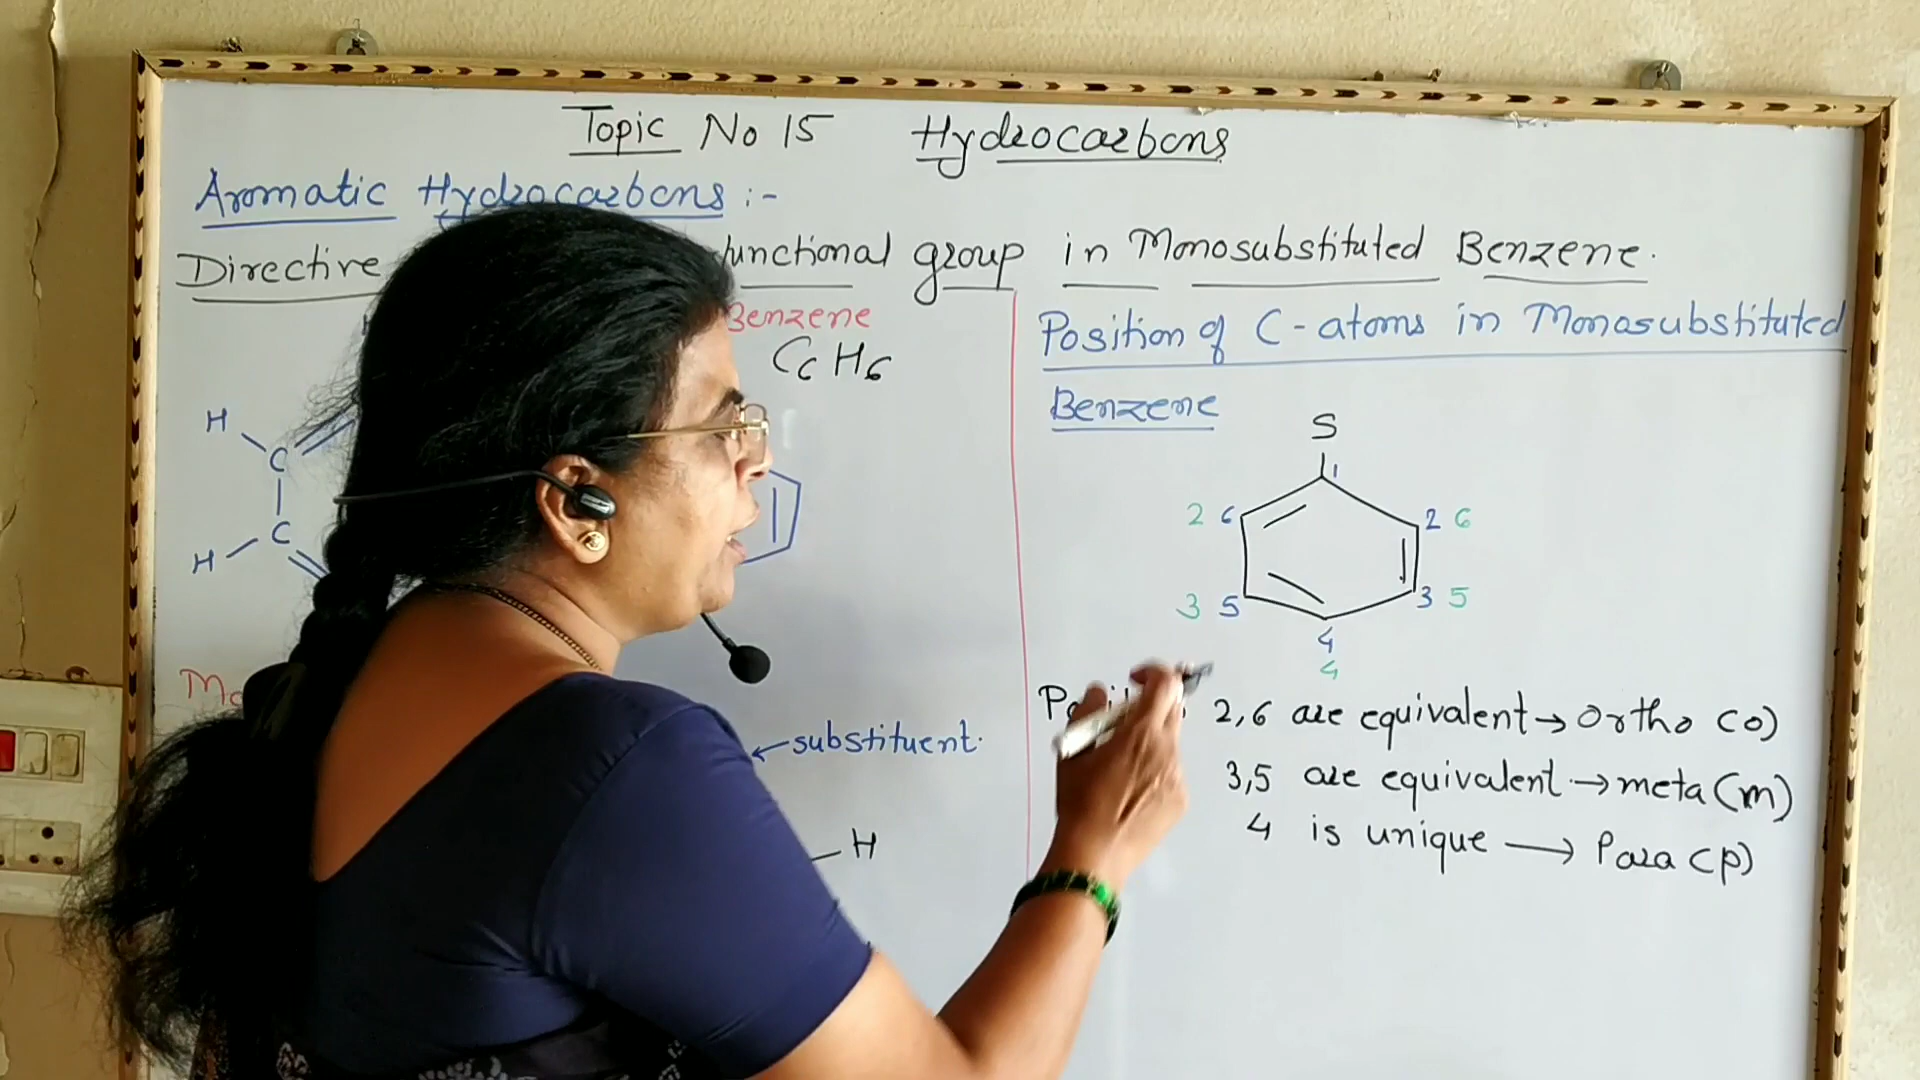 Topic No 15 Hydrocarbons
Aromatic Hydrocarbons :-
Directive functional group in Monosubstituted Benzene.
Benzene
C6H6
H
C
C
H
substituent.
H
Position of C-atoms in Monosubstituted
Benzene
S
1
2 6 2 6
3 5 3 5
4
4
2,6 are equivalent → Ortho (o)
3,5 are equivalent → meta (m)
4 is unique → Para (p)